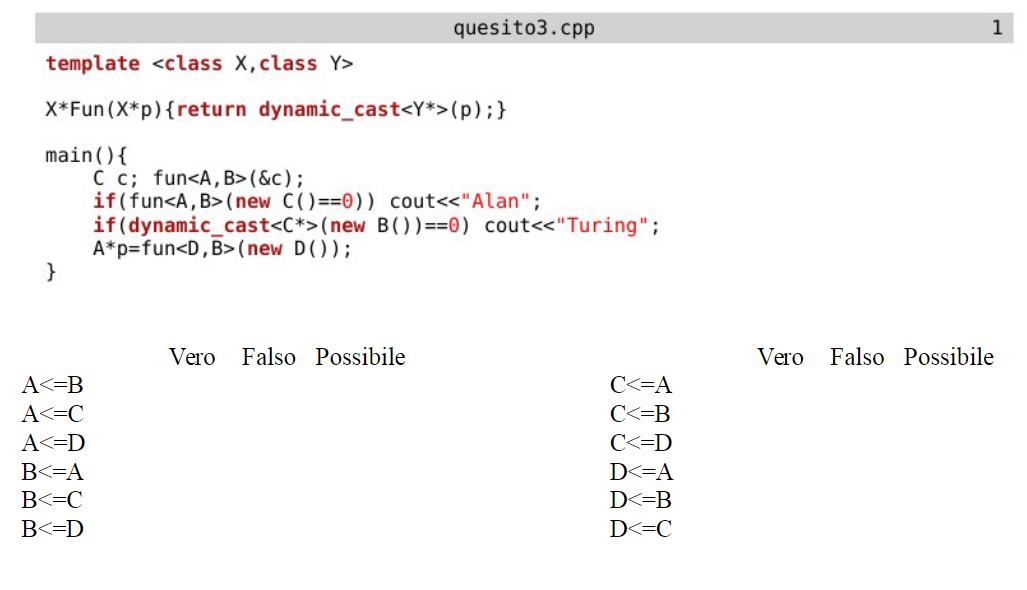 quesito3.cpp 1
template <class X,class Y>
X*Fun(X*p){return dynamic_cast<Y*>(p);}
main(){
C c; fun<A,B>(&c);
if(fun<A,B>(new C()==0)) cout<<"Alan";
if(dynamic_cast<C*>(new B())==0) cout<<"Turing";
A*p=fun<D,B>(new D());
}
Vero Falso Possibile Vero Falso Possibile
A<=B C<=A
A<=C C<=B
A<=D C<=D
B<=A D<=A
B<=C D<=B
B<=D D<=C